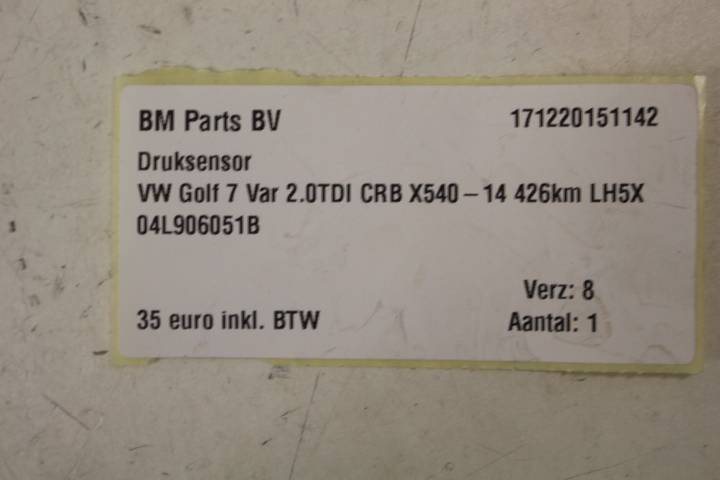 BM Parts BV 171220151142
Druksensor
VW Golf 7 Var 2.0TDI CRB X540 – 14 426km LH5X
04L906051B
Verz: 8
35 euro inkl. BTW Aantal: 1